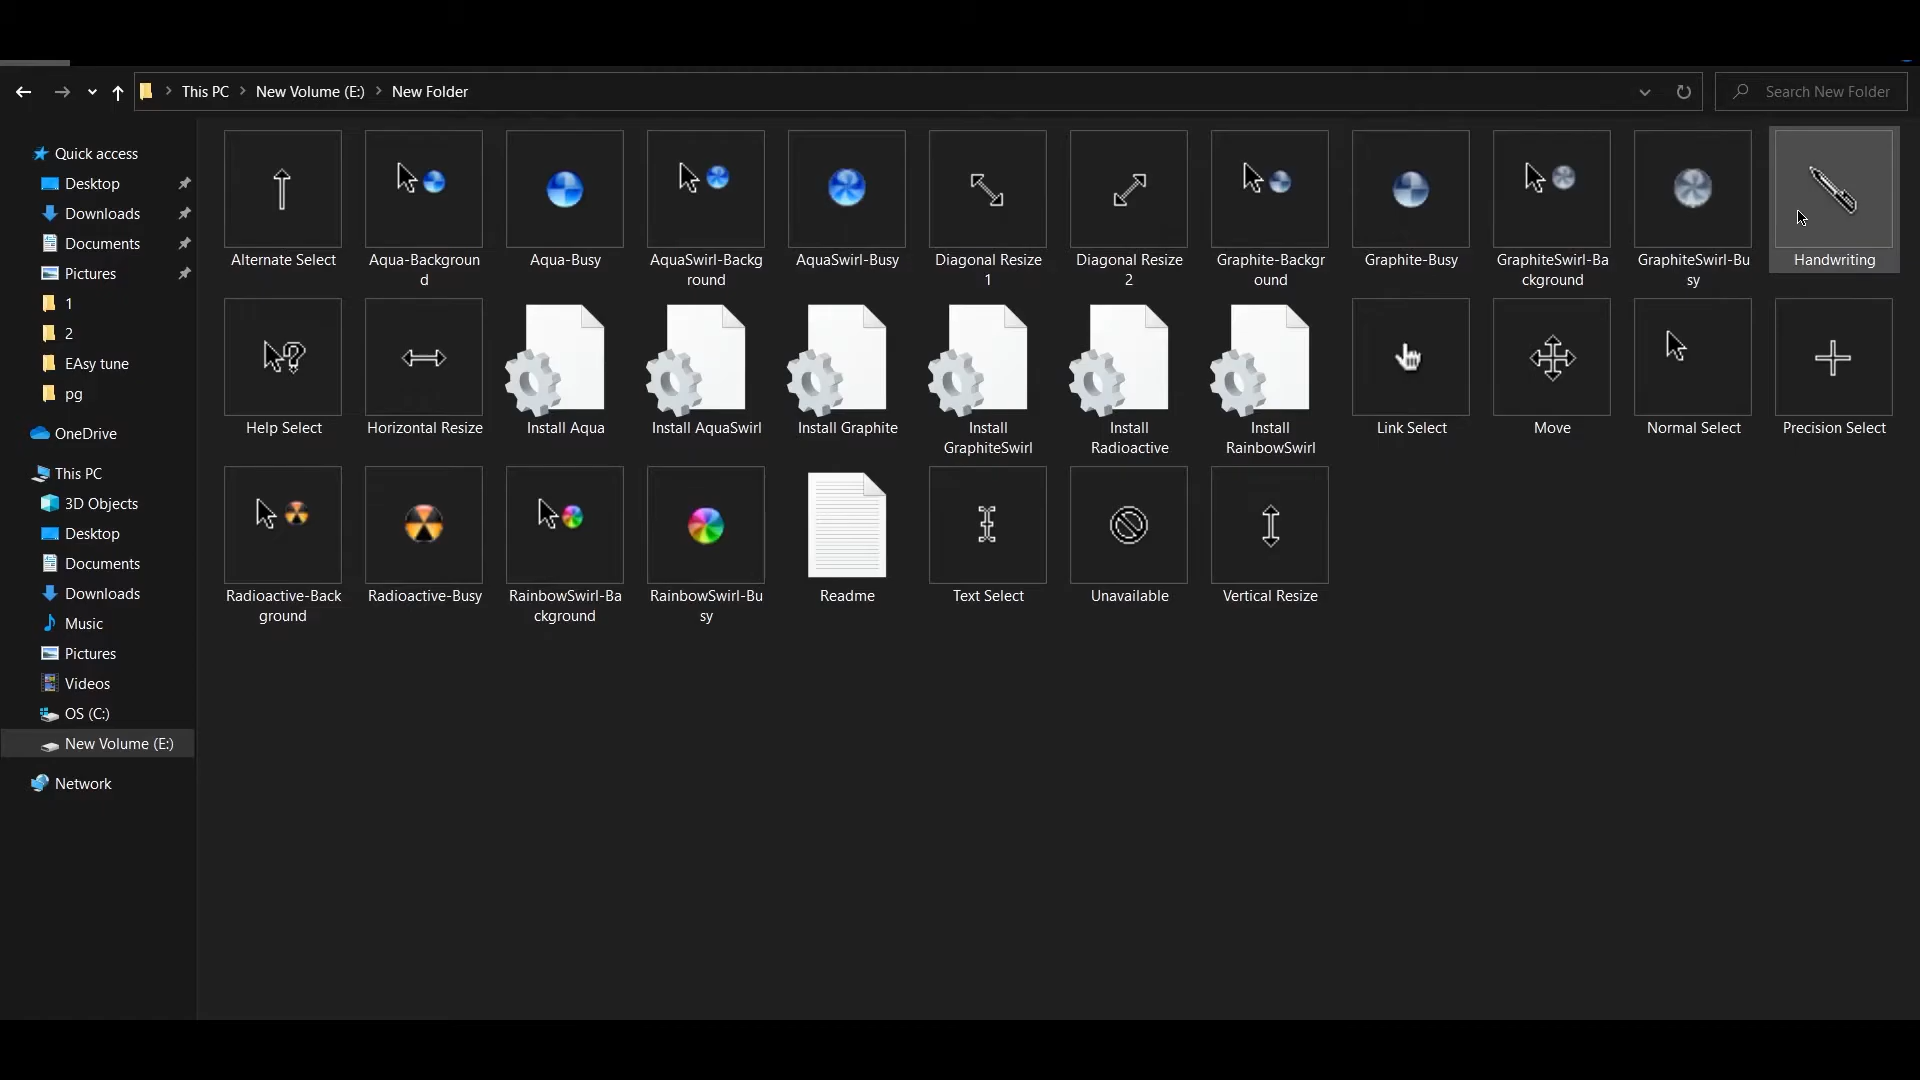 This PC
New Volume (E:)
New Folder
Search New Folder
Quick access
Desktop
Downloads
Documents
Pictures
1
2
EAsy tune
pg
OneDrive
This PC
3D Objects
Desktop
Documents
Downloads
Music
Pictures
Videos
OS (C:)
New Volume (E:)
Network
Alternate Select
Aqua-Backgroun
d
Aqua-Busy
AquaSwirl-Backg
round
AquaSwirl-Busy
Diagonal Resize
1
Diagonal Resize
2
Graphite-Backgr
ound
Graphite-Busy
GraphiteSwirl-Ba
ckground
GraphiteSwirl-Bu
sy
Handwriting
Help Select
Horizontal Resize
Install Aqua
Install AquaSwirl
Install Graphite
Install
GraphiteSwirl
Install
Radioactive
Install
RainbowSwirl
Link Select
Move
Normal Select
Precision Select
Radioactive-Back
ground
Radioactive-Busy
RainbowSwirl-Ba
ckground
RainbowSwirl-Bu
sy
Readme
Text Select
Unavailable
Vertical Resize